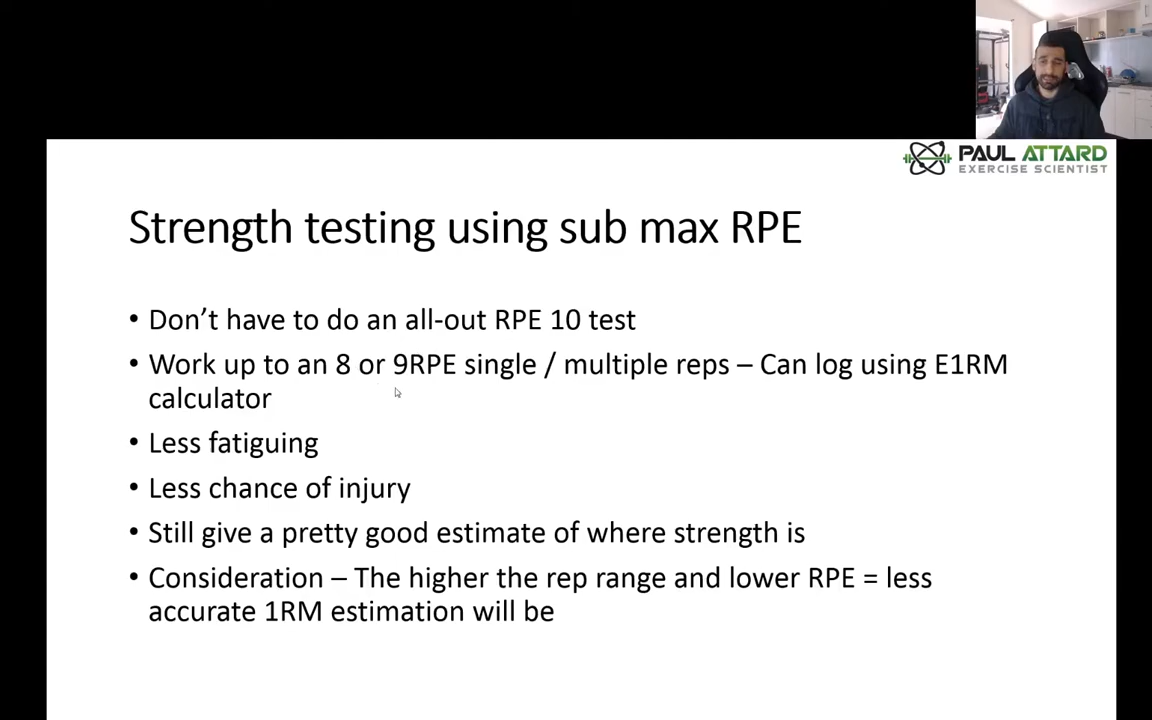 PAUL ATTARD
EXERCISE SCIENTIST
Strength testing using sub max RPE
• Don’t have to do an all-out RPE 10 test
• Work up to an 8 or 9RPE single / multiple reps – Can log using E1RM
calculator
• Less fatiguing
• Less chance of injury
• Still give a pretty good estimate of where strength is
• Consideration – The higher the rep range and lower RPE = less
accurate 1RM estimation will be